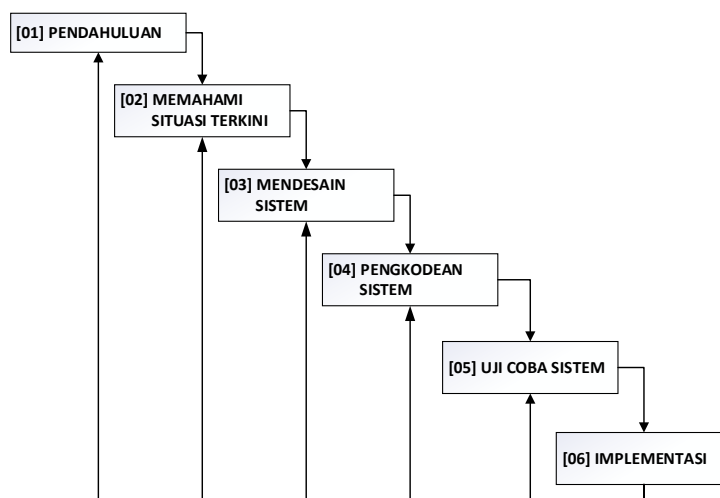 [01] PENDAHULUAN
[02] MEMAHAMI
SITUASI TERKINI
[03] MENDESAIN
SISTEM
[04] PENGKODEAN
SISTEM
[05] UJI COBA SISTEM
[06] IMPLEMENTASI